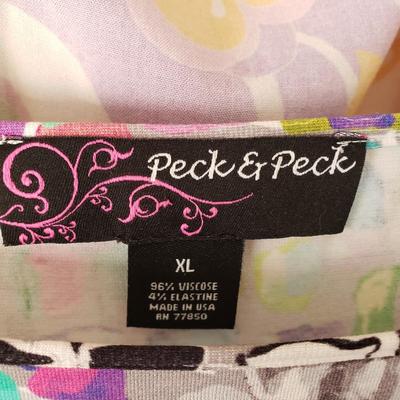 Peck & Peck
XL
96% VISCOSE
4% ELASTINE
MADE IN USA
RN 77850